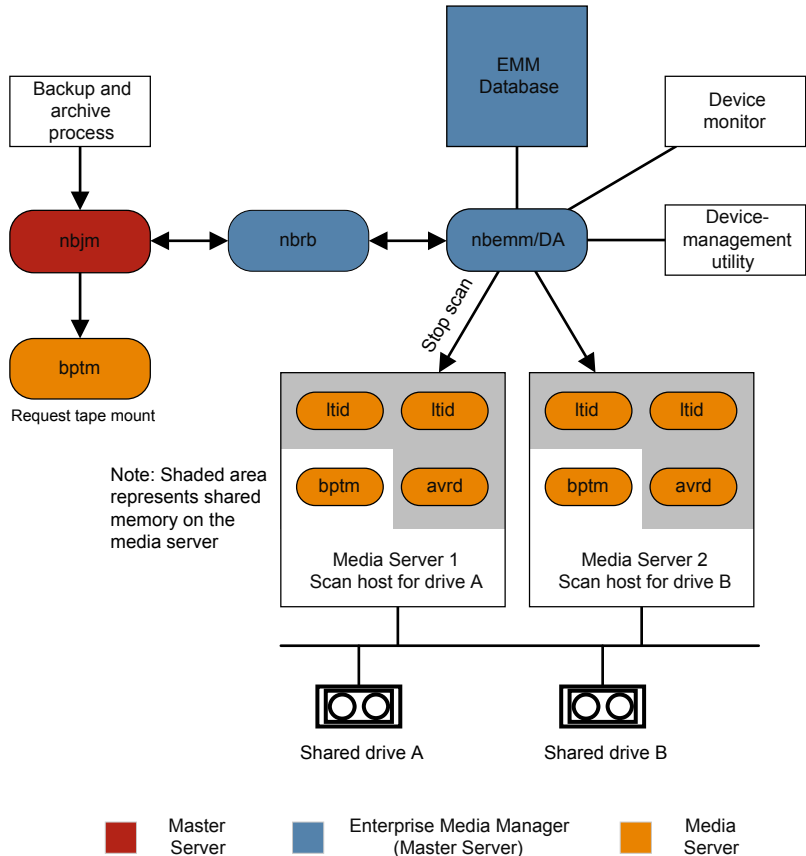 EMM
Database
Backup and
archive
process
Device
monitor
nbjm
nbrb
nbemm/DA
Device-
management
utility
Stop scan
bptm
Request tape mount
ltid
ltid
bptm
avrd
Media Server 1
Scan host for drive A
ltid
ltid
bptm
avrd
Media Server 2
Scan host for drive B
Note: Shaded area
represents shared
memory on the
media server
Shared drive A
Shared drive B
Master
Server
Enterprise Media Manager
(Master Server)
Media
Server